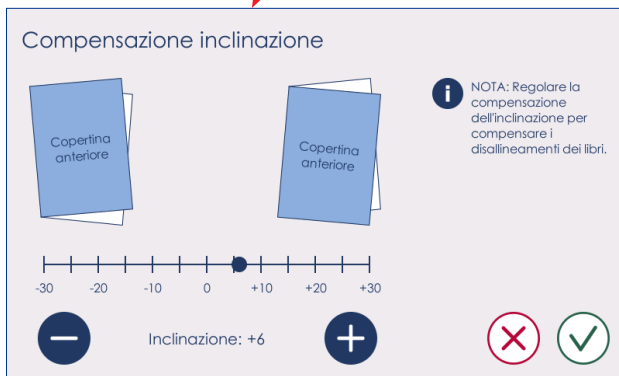 Compensazione inclinazione
Copertina
anteriore
Copertina
anteriore
i
NOTA: Regolare la
compensazione
dell'inclinazione per
compensare i
disallineamenti dei libri.
-30 -20 -10 0 +10 +20 +30
Inclinazione: +6